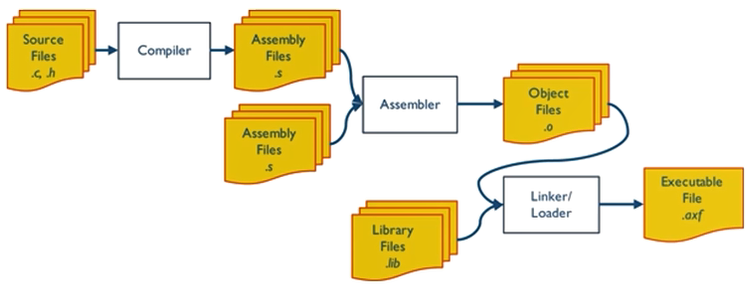 Source
Files
.c, .h
Compiler
Assembly
Files
.s
Assembly
Files
.s
Assembler
Object
Files
.o
Library
Files
.lib
Linker/
Loader
Executable
File
.axf